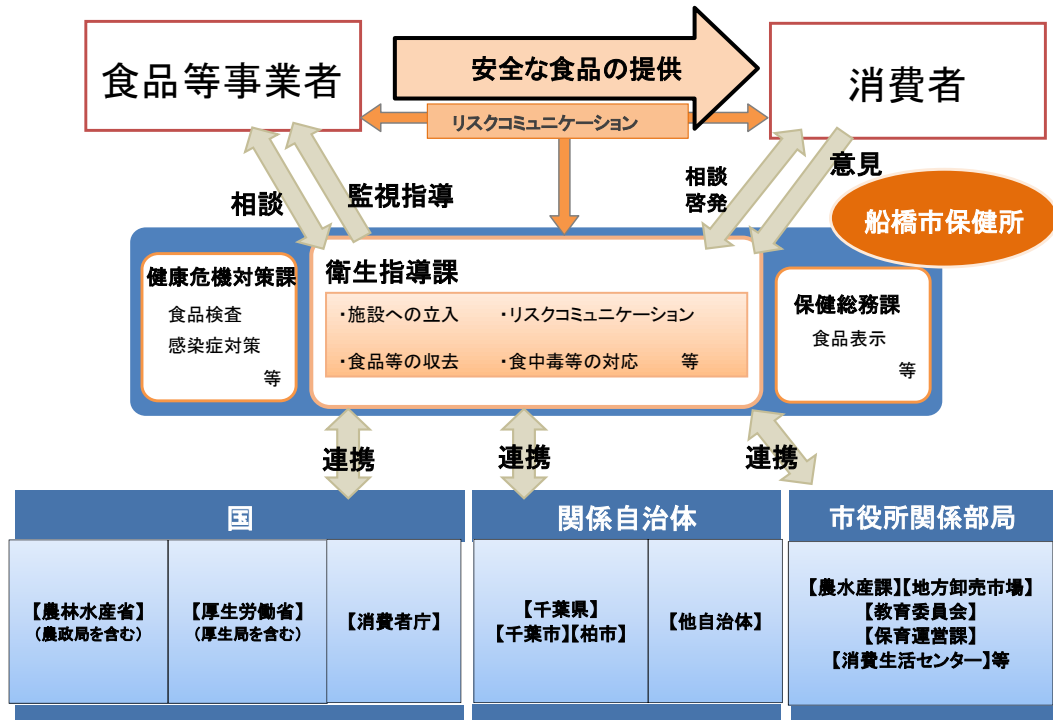 食品等事業者
安全な食品の提供
消費者
リスクコミュニケーション
相談
監視指導
相談
啓発
意見
船橋市保健所
健康危機対策課
食品検査
感染症対策
等
衛生指導課
・施設への立入 ・リスクコミュニケーション
・食品等の収去 ・食中毒等の対応 等
保健総務課
食品表示
等
連携
連携
連携
国
関係自治体
市役所関係部局
【農林水産省】
（農政局を含む）
【厚生労働省】
（厚生局を含む）
【消費者庁】
【千葉県】
【千葉市】【柏市】
【他自治体】
【農水産課】【地方卸売市場】
【教育委員会】
【保育運営課】
【消費生活センター】等